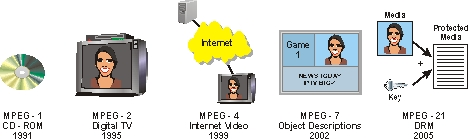 Internet
Game
1
NEWS TODAY
Media
Protected
Media
+
Key
MPEG - 1
CD - ROM
1991
MPEG - 2
Digital TV
1995
MPEG - 4
Internet Video
1999
MPEG - 7
Object Descriptions
2002
MPEG - 21
DRM
2005